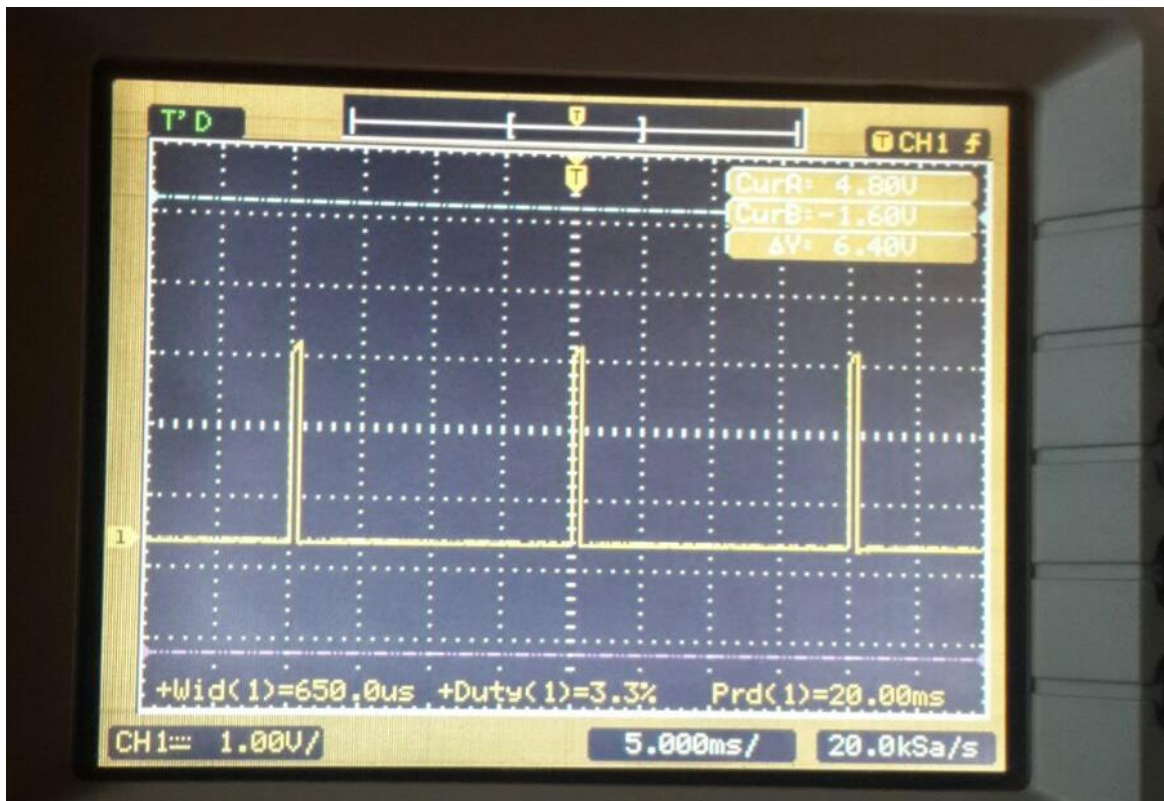 T'D
T
T CH1
T
CurA= 4.80V
CurB=-1.60V
ΔY= 6.40V
1
+Wid(1)=650.0us +Duty(1)=3.3% Prd(1)=20.00ms
CH1 1.00V/ 5.000ms/ 20.0kSa/s